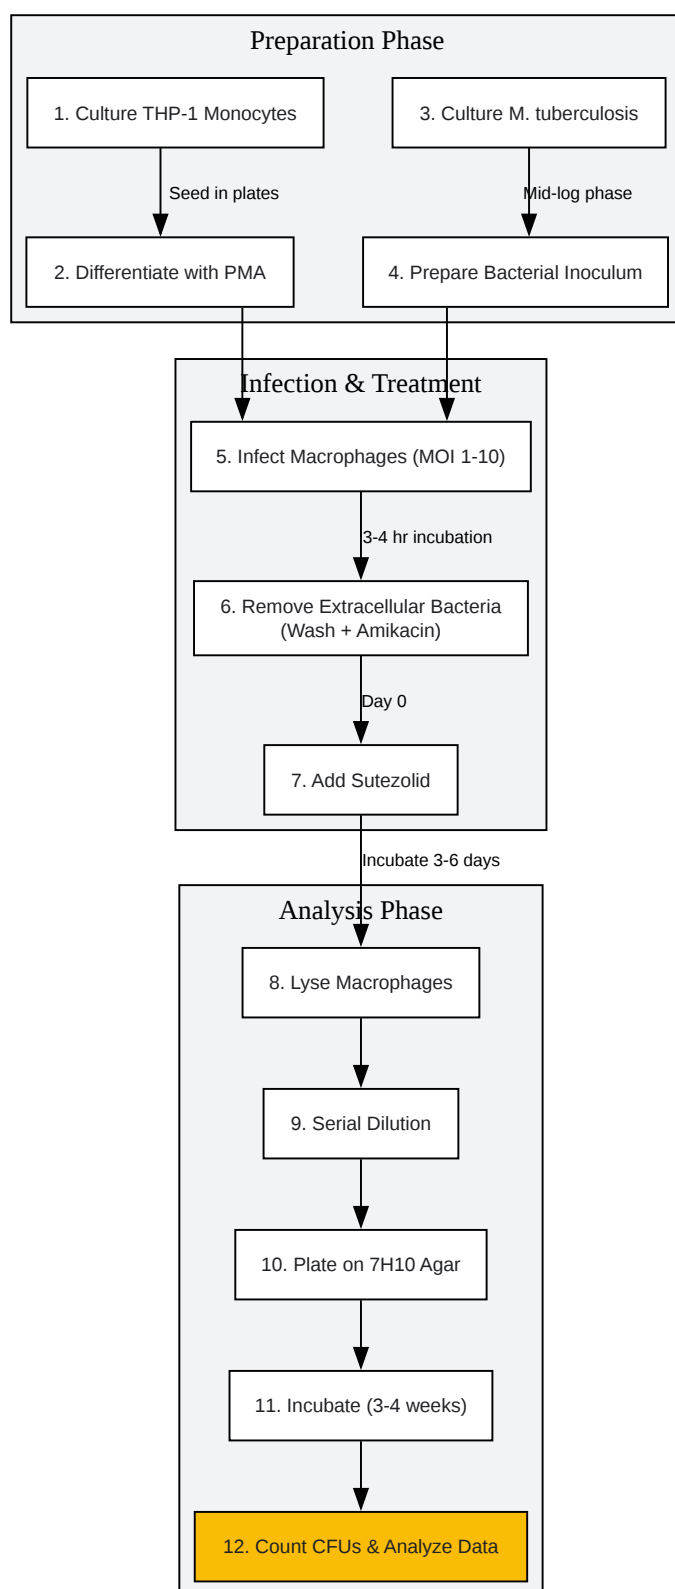 Preparation Phase
1. Culture THP-1 Monocytes
3. Culture M. tuberculosis
Seed in plates
Mid-log phase
2. Differentiate with PMA
4. Prepare Bacterial Inoculum
Infection & Treatment
5. Infect Macrophages (MOI 1-10)
3-4 hr incubation
6. Remove Extracellular Bacteria
(Wash + Amikacin)
Day 0
7. Add Sutezolid
Incubate 3-6 days
Analysis Phase
8. Lyse Macrophages
9. Serial Dilution
10. Plate on 7H10 Agar
11. Incubate (3-4 weeks)
12. Count CFUs & Analyze Data